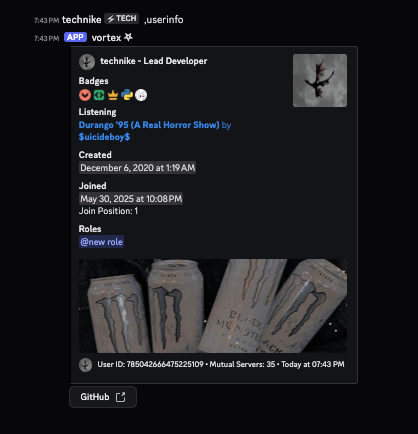 7:43 PM technike TECH ,userinfo
7:43 PM APP vortex
technike - Lead Developer
Badges
Listening
Durango '95 (A Real Horror Show) by
$uicideboy$
Created
December 6, 2020 at 1:19 AM
Joined
May 30, 2025 at 10:08 PM
Join Position: 1
Roles
@new role
User ID: 785042666475225109 • Mutual Servers: 35 • Today at 07:43 PM
GitHub